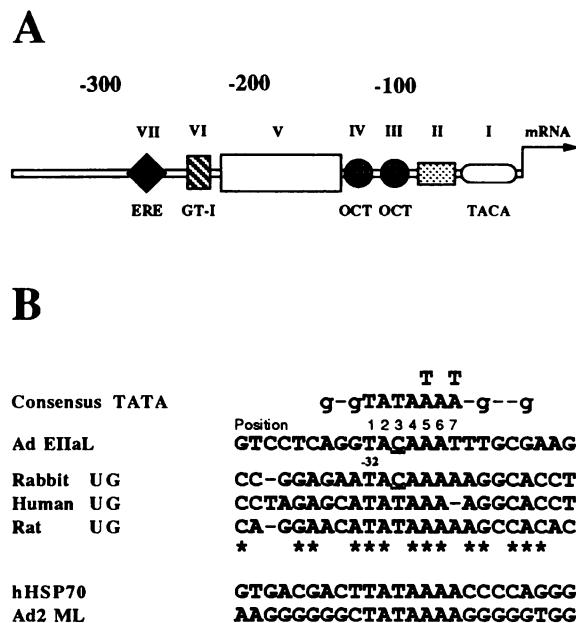 A
-300 -200 -100
VII VI V IV III II I mRNA
ERE GT-I OCT OCT TACA
B
T T
Consensus TATA g-gTATAAAA-g--g
Position 1 2 3 4 5 6 7
Ad EIIaL GTCCTCAGGTACAAATTTGCGAAG
-32
Rabbit UG CC-GGAGAATACAAAAAGGCACCT
Human UG CCTAGAGCATATAAA-AGGCACCT
Rat UG CA-GGAACATATAAAAAGCCACAC
* ** *** *** ** ***
hHSP70 GTGACGACTTATAAAACCCCAGGG
Ad2 ML AAGGGGGGCTATAAAAGGGGGTGG